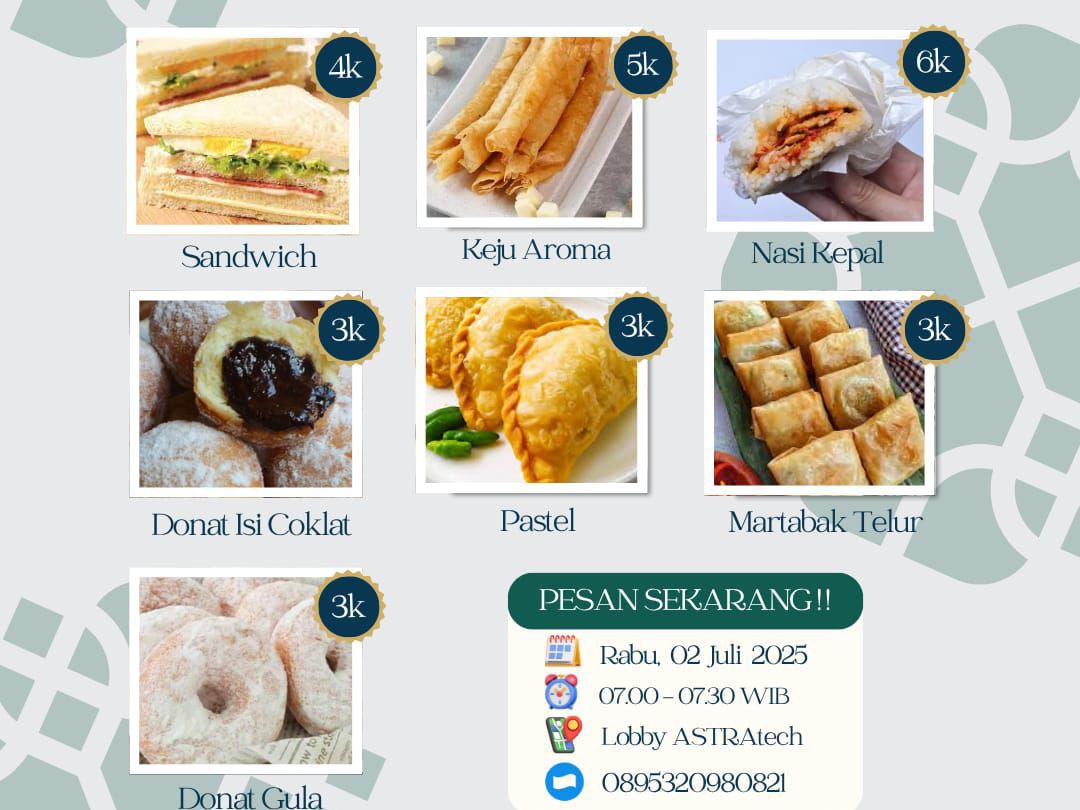 4k
5k
6k
Sandwich
Keju Aroma
Nasi Kepal
3k
3k
3k
Donat Isi Coklat
Pastel
Martabak Telur
3k
Donat Gula
PESAN SEKARANG!!
Rabu, 02 Juli 2025
07.00 – 07.30 WIB
Lobby ASTRAtech
0895320980821